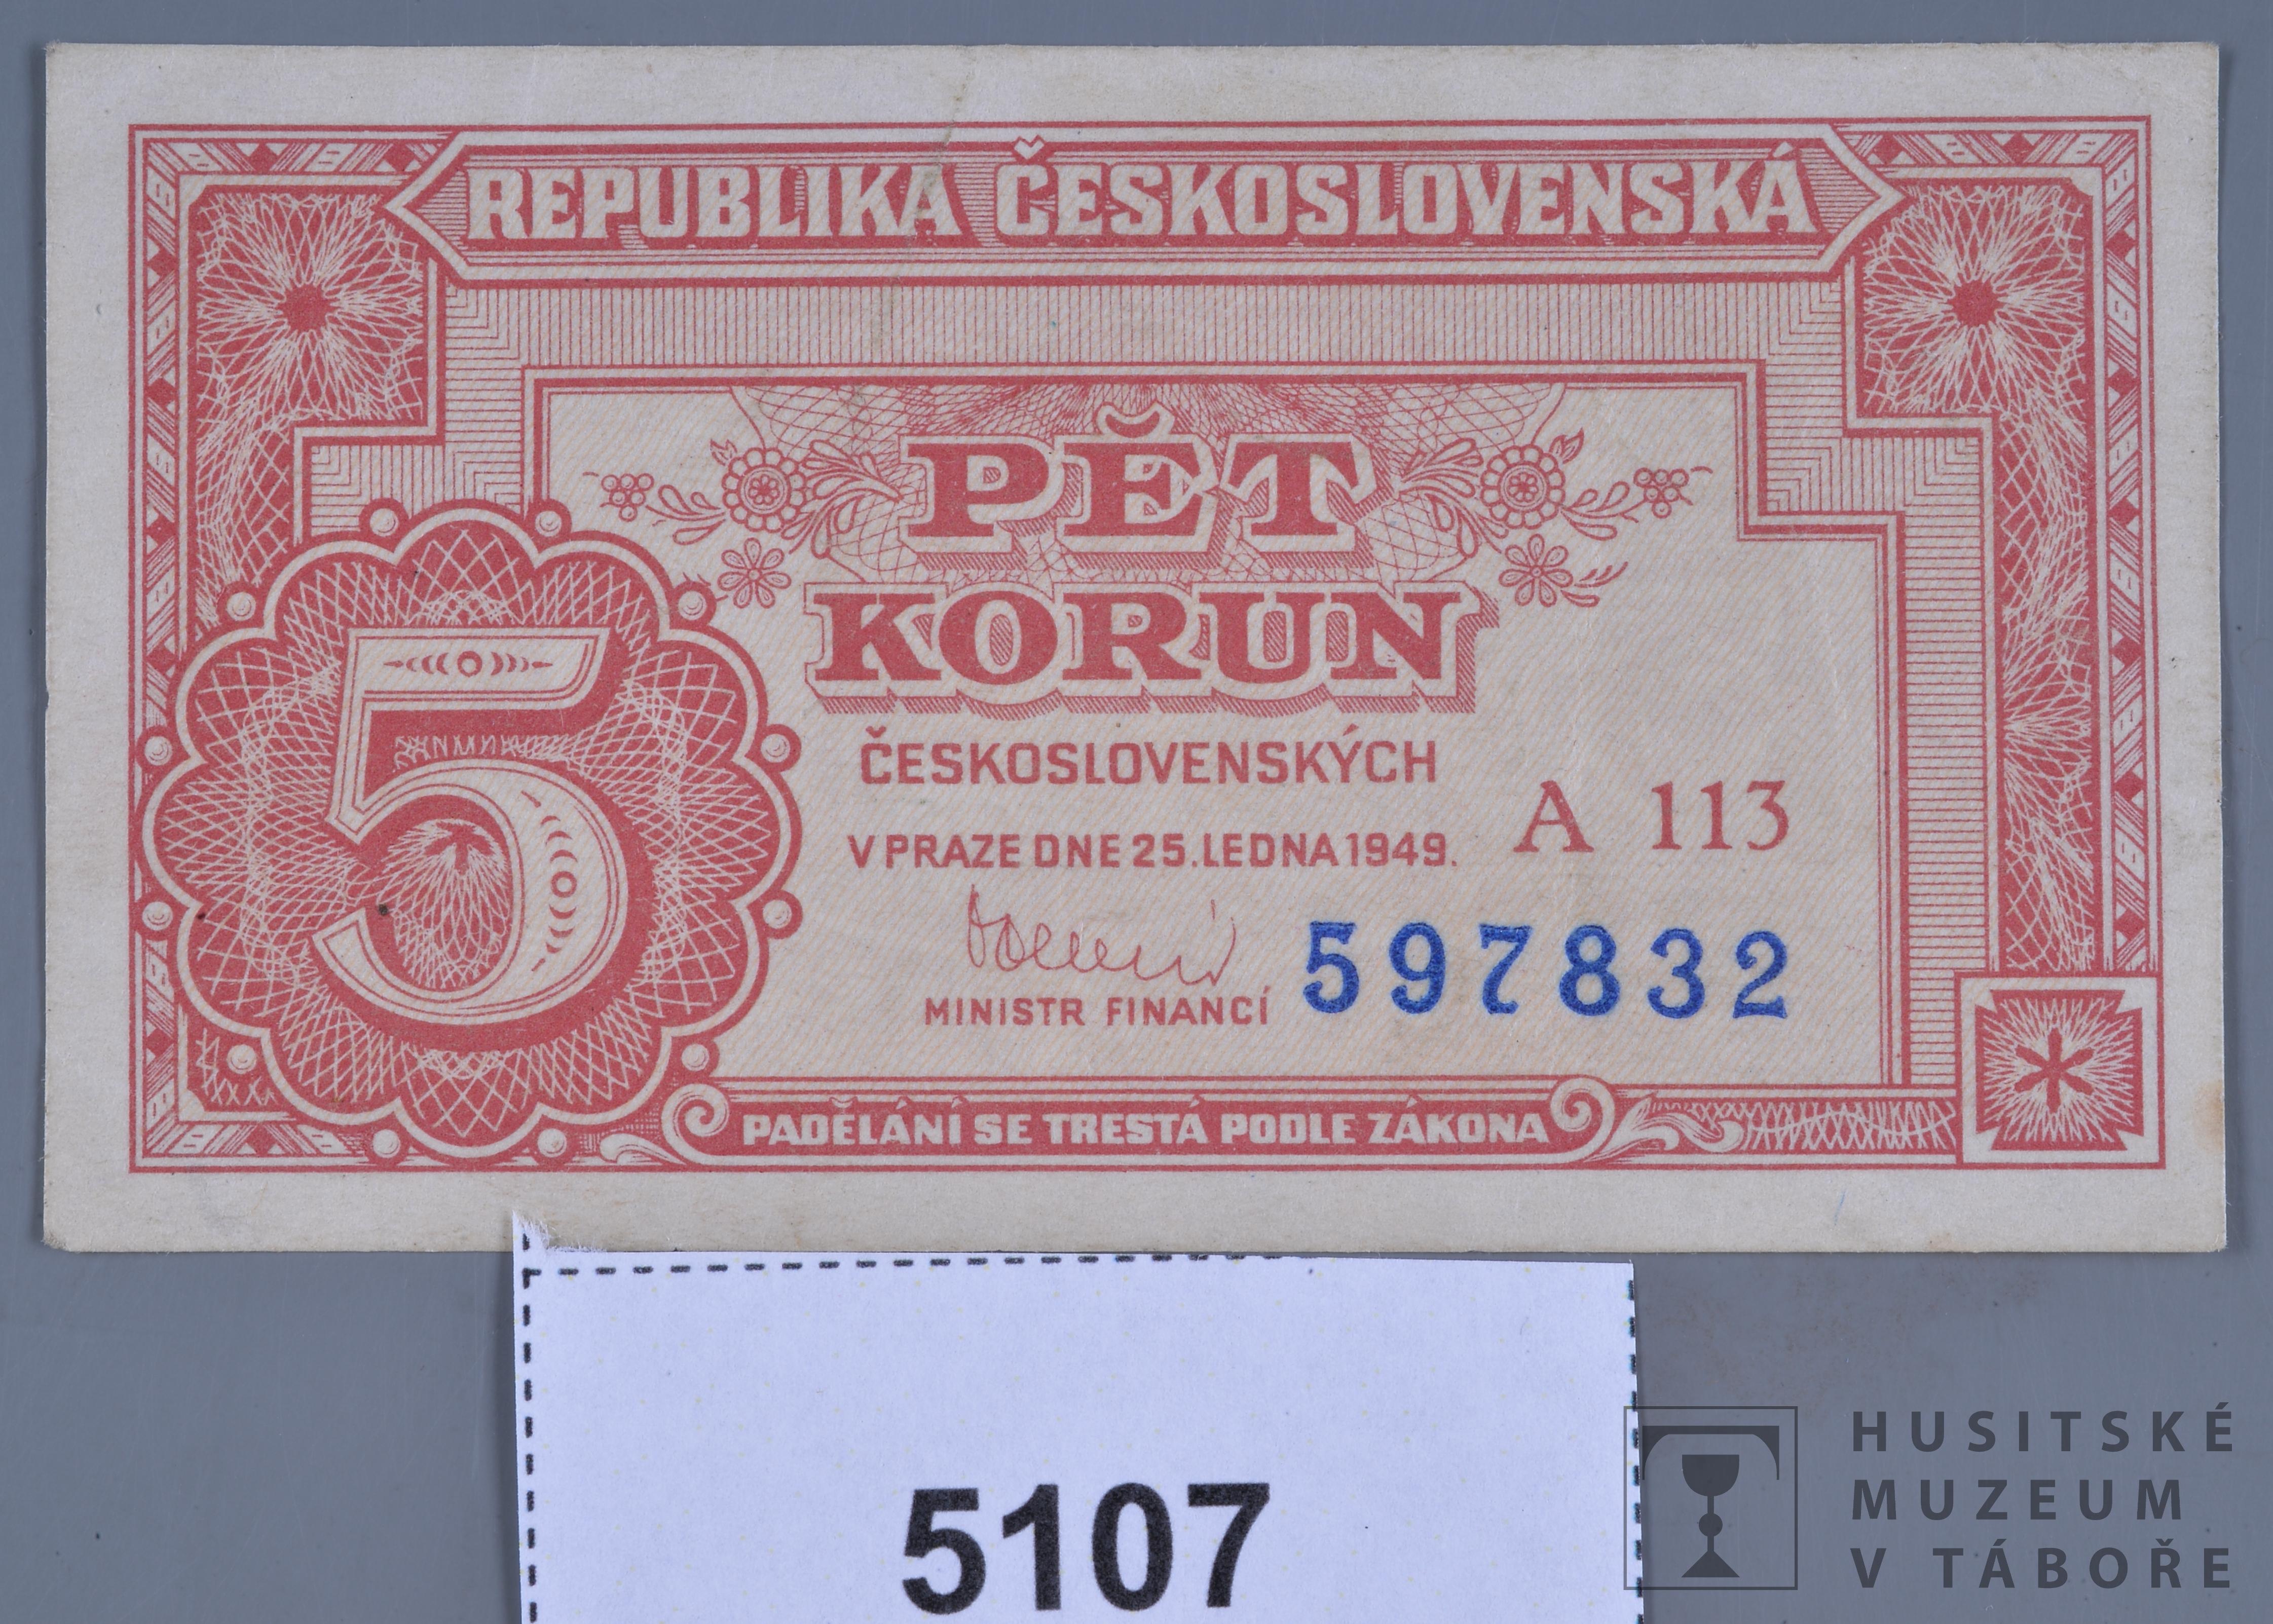 REPUBLIKA ČESKOSLOVENSKÁ
PĚT
KORUN
5
ČESKOSLOVENSKÝCH
V PRAZE DNE 25. LEDNA 1949.
A 113
597832
MINISTR FINANCÍ
PADĚLÁNÍ SE TRESTÁ PODLE ZÁKONA
5107
HUSITSKÉ
MUZEUM
V TÁBOŘE